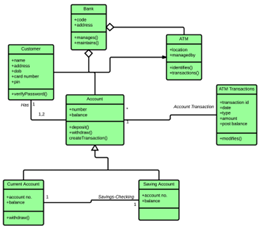 Bank
+code
+address
+manages()
+maintains()
ATM
+location
+managedby
+identifies()
+transactions()
Customer
+name
+address
+dob
+card number
+pin
+verifyPassword()
ATM Transactions
+transaction id
+date
+type
+amount
+post balance
+modifies()
Has
1
1,2
Account
+number
+balance
+deposit()
+withdraw()
createTransaction()
*
1
Account Transaction
Current Account
+account no.
+balance
+withdraw()
1
Savings-Checking
1
Saving Account
+account no.
+balance